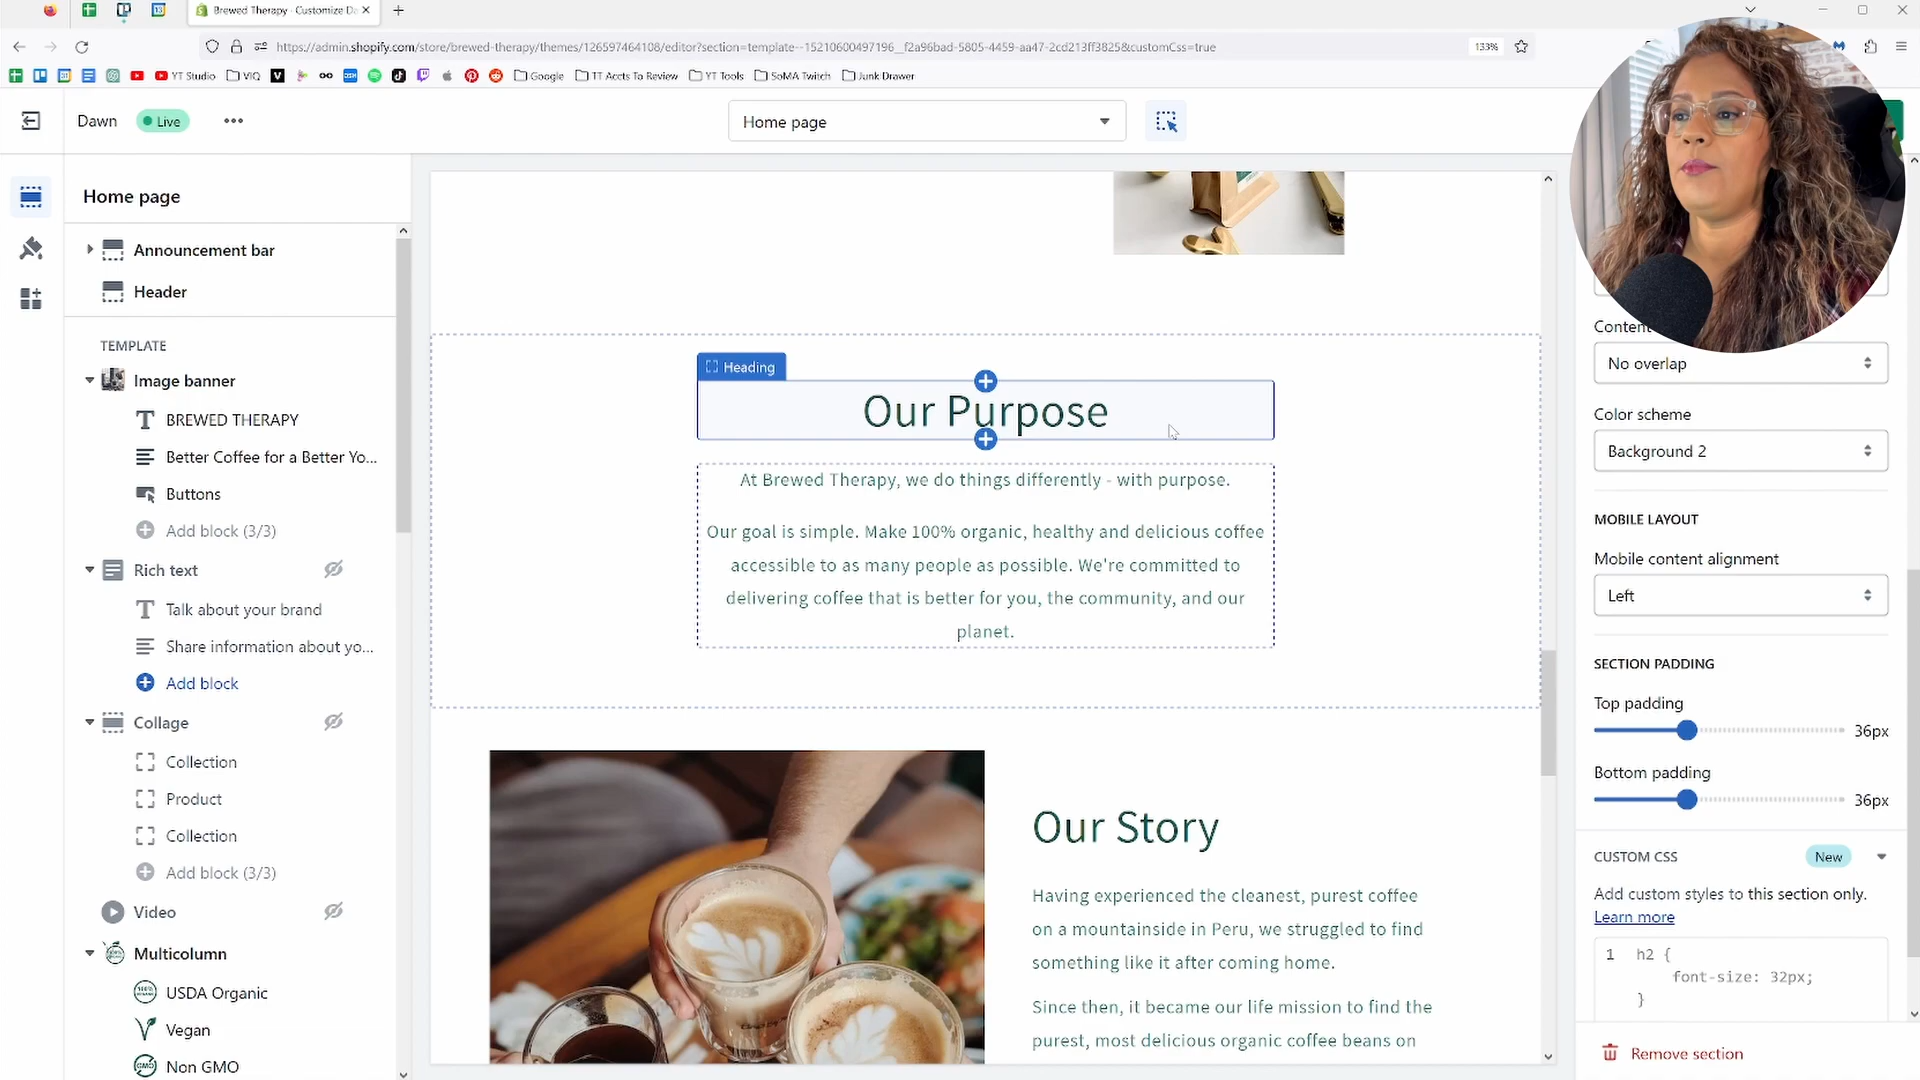 Brewed Therapy · Customize Da
https://admin.shopify.com/store/brewed-therapy/themes/126597464108/editor?section=template--15210600497196__f2a96bad-5805-4459-aa47-2cd213ff3825&customCss=true
133%
YT Studio
VIQ
Google
TT Accts To Review
YT Tools
SoMA Twitch
Junk Drawer
Dawn
Live
Home page
Home page
Announcement bar
Header
TEMPLATE
Image banner
BREWED THERAPY
Better Coffee for a Better Yo...
Buttons
Add block (3/3)
Rich text
Talk about your brand
Share information about yo...
Add block
Collage
Collection
Product
Collection
Add block (3/3)
Video
Multicolumn
USDA Organic
Vegan
Non GMO
Heading
Our Purpose
At Brewed Therapy, we do things differently - with purpose.
Our goal is simple. Make 100% organic, healthy and delicious coffee
accessible to as many people as possible. We're committed to
delivering coffee that is better for you, the community, and our
planet.
Our Story
Having experienced the cleanest, purest coffee
on a mountainside in Peru, we struggled to find
something like it after coming home.
Since then, it became our life mission to find the
purest, most delicious organic coffee beans on
Content
No overlap
Color scheme
Background 2
MOBILE LAYOUT
Mobile content alignment
Left
SECTION PADDING
Top padding
36px
Bottom padding
36px
CUSTOM CSS
New
Add custom styles to this section only.
Learn more
1 h2 {
font-size: 32px;
}
Remove section